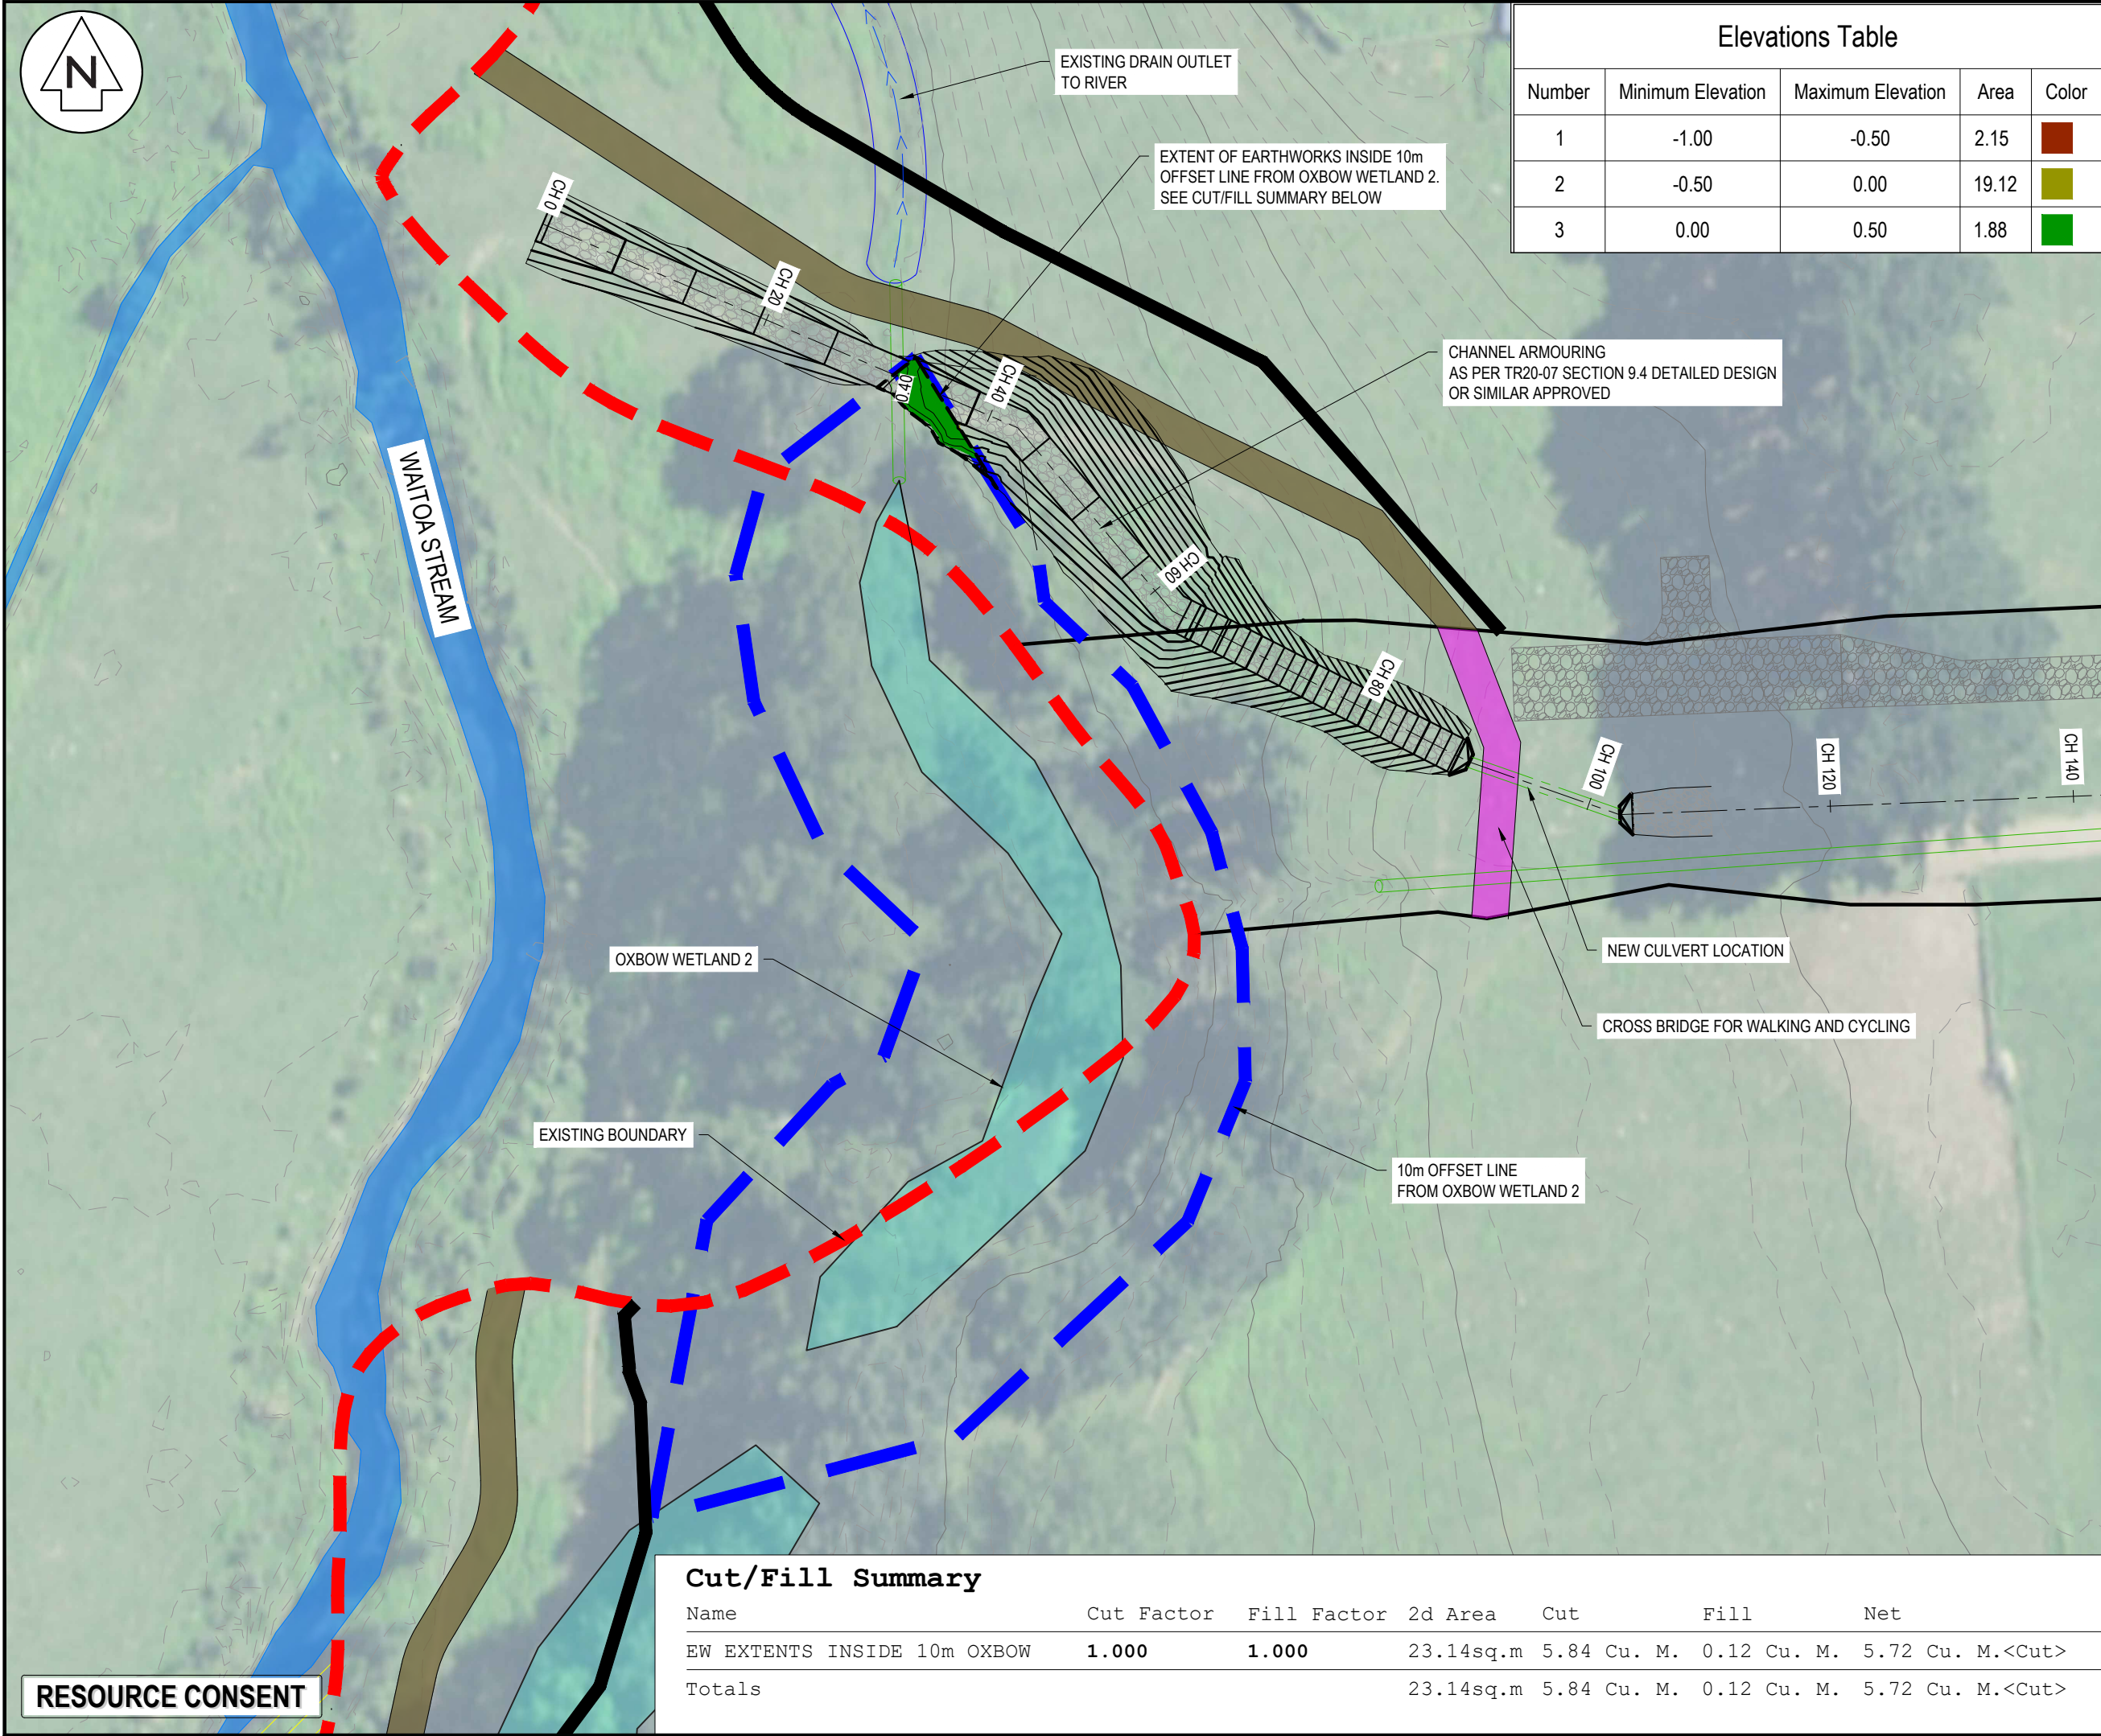 N
EXISTING DRAIN OUTLET
TO RIVER
EXTENT OF EARTHWORKS INSIDE 10m
OFFSET LINE FROM OXBOW WETLAND 2.
SEE CUT/FILL SUMMARY BELOW
Elevations Table
Number Minimum Elevation Maximum Elevation Area Color
1 -1.00 -0.50 2.15
2 -0.50 0.00 19.12
3 0.00 0.50 1.88
CH 0
CH 20
CH 40
0.40
CHANNEL ARMOURING
AS PER TR20-07 SECTION 9.4 DETAILED DESIGN
OR SIMILAR APPROVED
WAITOA STREAM
CH 60
CH 80
CH 100
CH 120
CH 140
OXBOW WETLAND 2
NEW CULVERT LOCATION
CROSS BRIDGE FOR WALKING AND CYCLING
EXISTING BOUNDARY
10m OFFSET LINE
FROM OXBOW WETLAND 2
Cut/Fill Summary
Name Cut Factor Fill Factor 2d Area Cut Fill Net
EW EXTENTS INSIDE 10m OXBOW 1.000 1.000 23.14sq.m 5.84 Cu. M. 0.12 Cu. M. 5.72 Cu. M.<Cut>
Totals 23.14sq.m 5.84 Cu. M. 0.12 Cu. M. 5.72 Cu. M.<Cut>
RESOURCE CONSENT